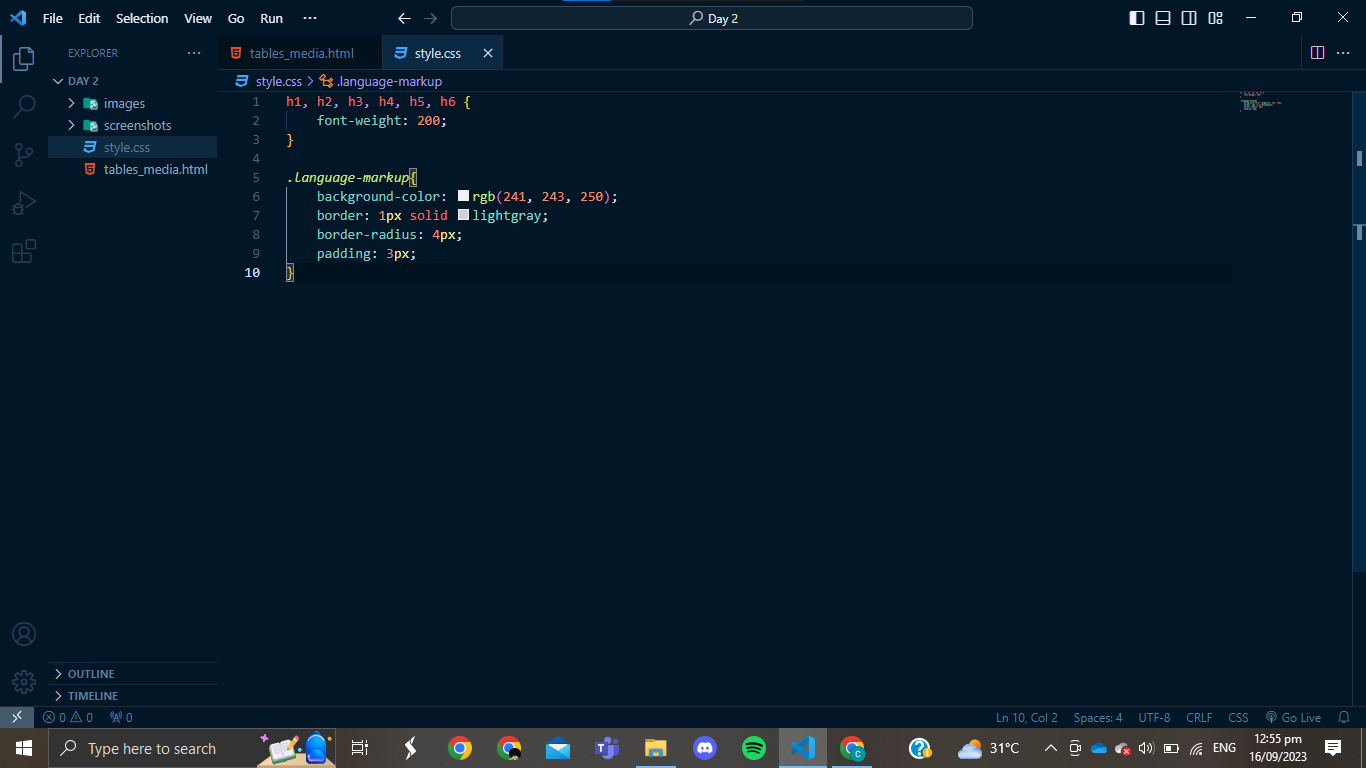 File Edit Selection View Go Run ···
Day 2
EXPLORER ···
tables_media.html
style.css
DAY 2
style.css > .language-markup
images
screenshots
style.css
tables_media.html
1 h1, h2, h3, h4, h5, h6 {
2     font-weight: 200;
3 }
4
5 .language-markup{
6     background-color: rgb(241, 243, 250);
7     border: 1px solid lightgray;
8     border-radius: 4px;
9     padding: 3px;
10 }
OUTLINE
TIMELINE
0 0 0
Ln 10, Col 2 Spaces: 4 UTF-8 CRLF CSS Go Live
Type here to search
31°C
ENG
12:55 pm
16/09/2023